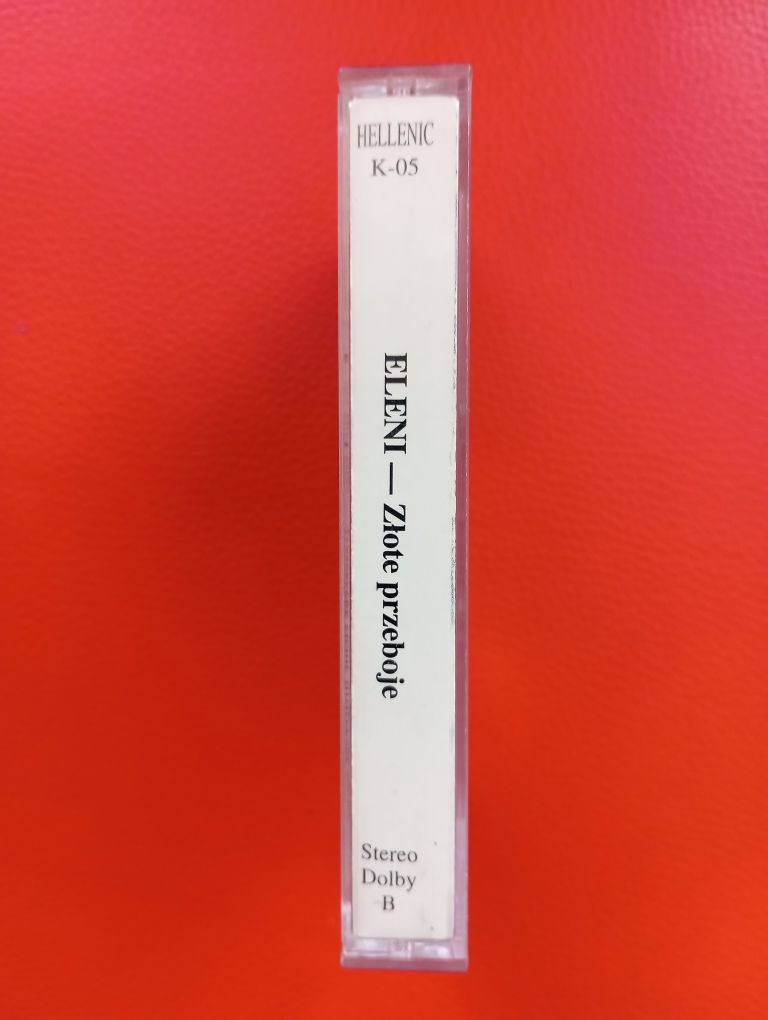 HELLENIC
K-05
ELENI — Złote przeboje
Stereo
Dolby
B